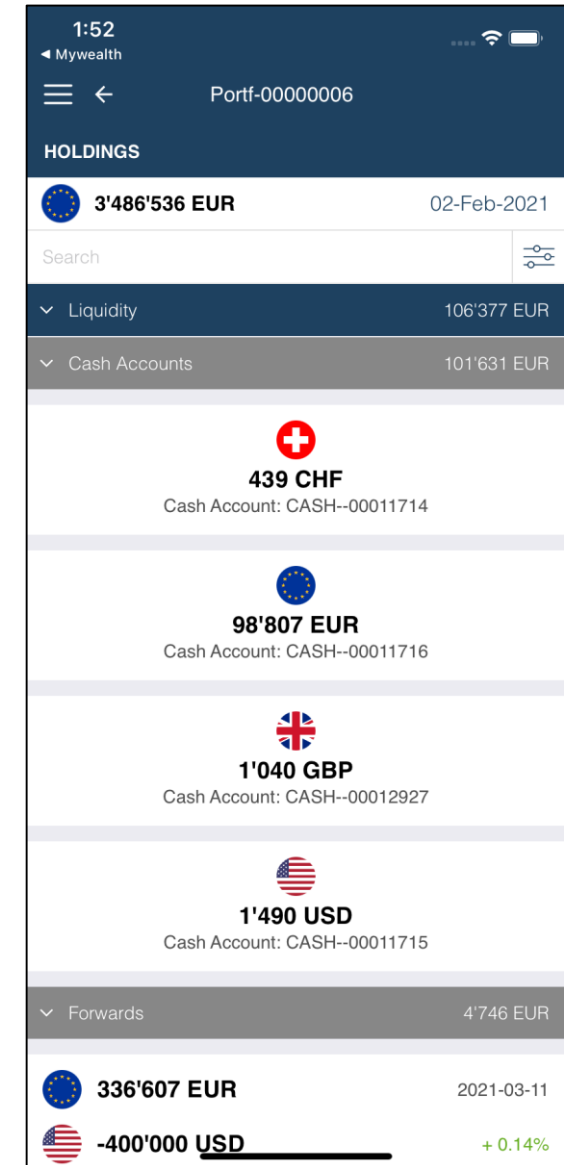 1:52
◀ Mywealth
Portf-00000006
HOLDINGS
3'486'536 EUR 02-Feb-2021
Search
Liquidity 106'377 EUR
Cash Accounts 101'631 EUR
439 CHF
Cash Account: CASH--00011714
98'807 EUR
Cash Account: CASH--00011716
1'040 GBP
Cash Account: CASH--00012927
1'490 USD
Cash Account: CASH--00011715
Forwards 4'746 EUR
336'607 EUR 2021-03-11
-400'000 USD + 0.14%